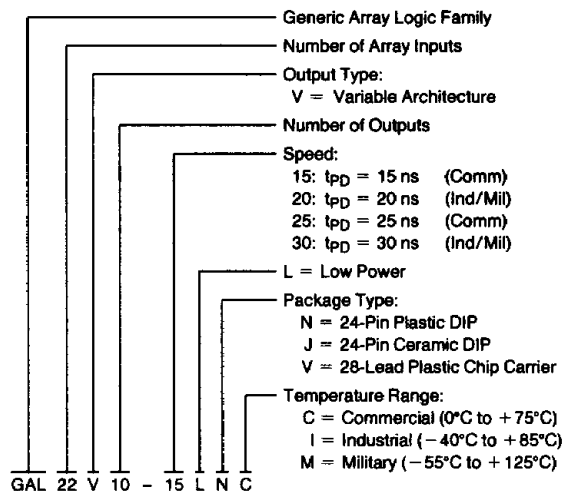 Generic Array Logic Family
Number of Array Inputs
Output Type:
V = Variable Architecture
Number of Outputs
Speed:
15: tPD = 15 ns (Comm)
20: tPD = 20 ns (Ind/Mil)
25: tPD = 25 ns (Comm)
30: tPD = 30 ns (Ind/Mil)
L = Low Power
Package Type:
N = 24-Pin Plastic DIP
J = 24-Pin Ceramic DIP
V = 28-Lead Plastic Chip Carrier
Temperature Range:
C = Commercial (0°C to +75°C)
I = Industrial (−40°C to +85°C)
M = Military (−55°C to +125°C)
GAL 22 V 10 - 15 L N C